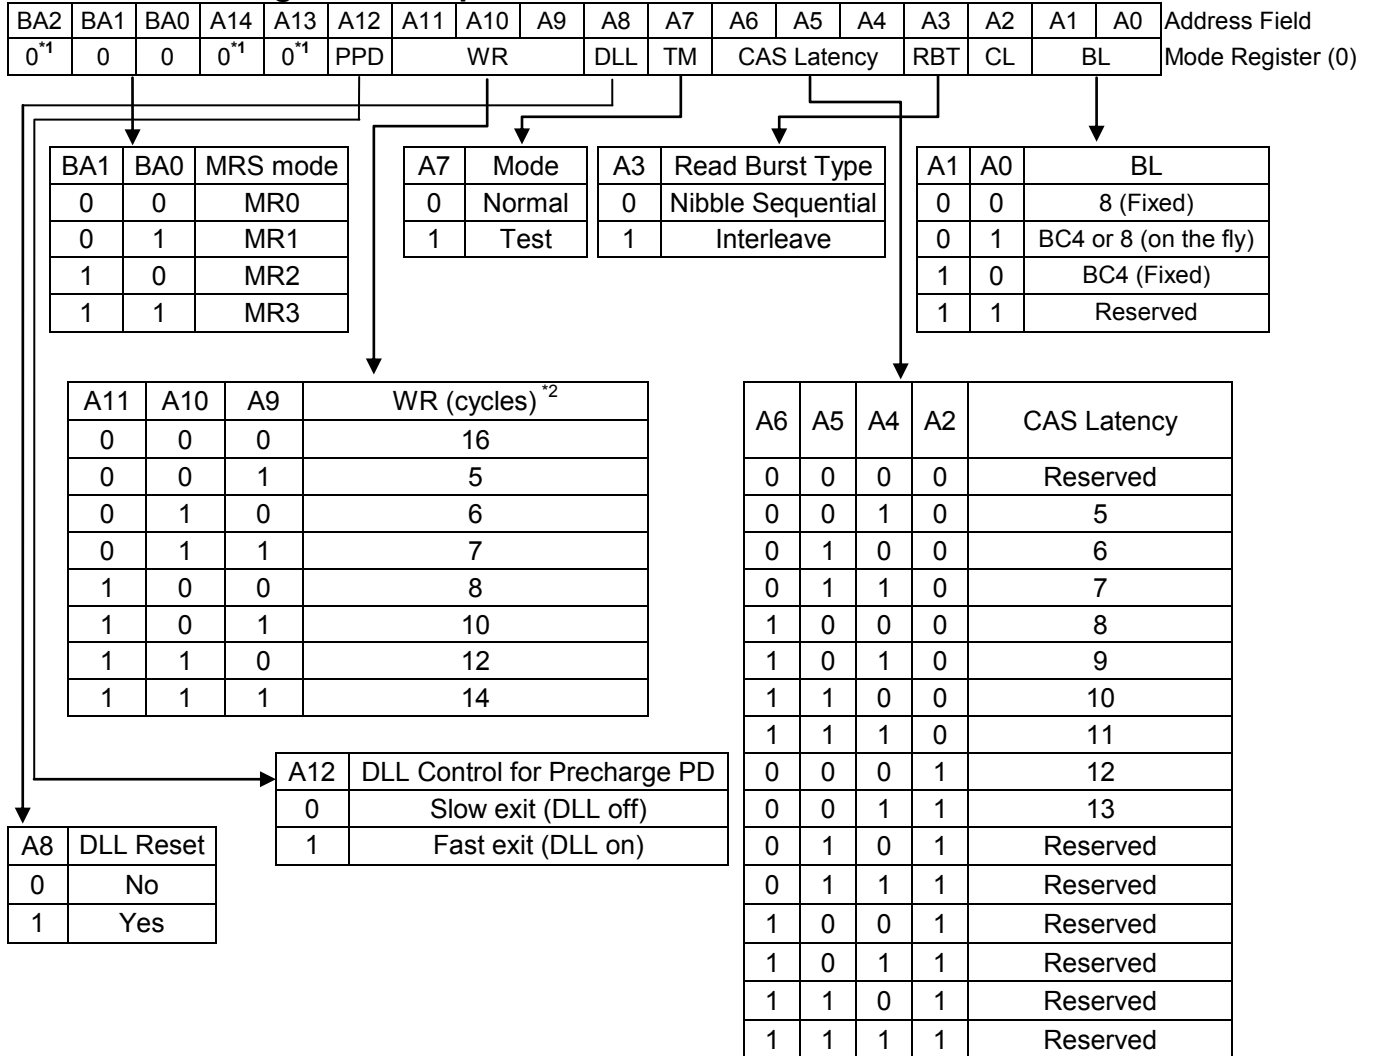 BA2 BA1 BA0 A14 A13 A12 A11 A10 A9 A8 A7 A6 A5 A4 A3 A2 A1 A0 Address Field
0*1 0 0 0*1 0*1 PPD WR DLL TM CAS Latency RBT CL BL Mode Register (0)
BA1 BA0 MRS mode
0 0 MR0
0 1 MR1
1 0 MR2
1 1 MR3
A7 Mode
0 Normal
1 Test
A3 Read Burst Type
0 Nibble Sequential
1 Interleave
A1 A0 BL
0 0 8 (Fixed)
0 1 BC4 or 8 (on the fly)
1 0 BC4 (Fixed)
1 1 Reserved
A11 A10 A9 WR (cycles) *2
0 0 0 16
0 0 1 5
0 1 0 6
0 1 1 7
1 0 0 8
1 0 1 10
1 1 0 12
1 1 1 14
A6 A5 A4 A2 CAS Latency
0 0 0 0 Reserved
0 0 1 0 5
0 1 0 0 6
0 1 1 0 7
1 0 0 0 8
1 0 1 0 9
1 1 0 0 10
1 1 1 0 11
0 0 0 1 12
0 0 1 1 13
0 1 0 1 Reserved
0 1 1 1 Reserved
1 0 0 1 Reserved
1 0 1 1 Reserved
1 1 0 1 Reserved
1 1 1 1 Reserved
A12 DLL Control for Precharge PD
0 Slow exit (DLL off)
1 Fast exit (DLL on)
A8 DLL Reset
0 No
1 Yes